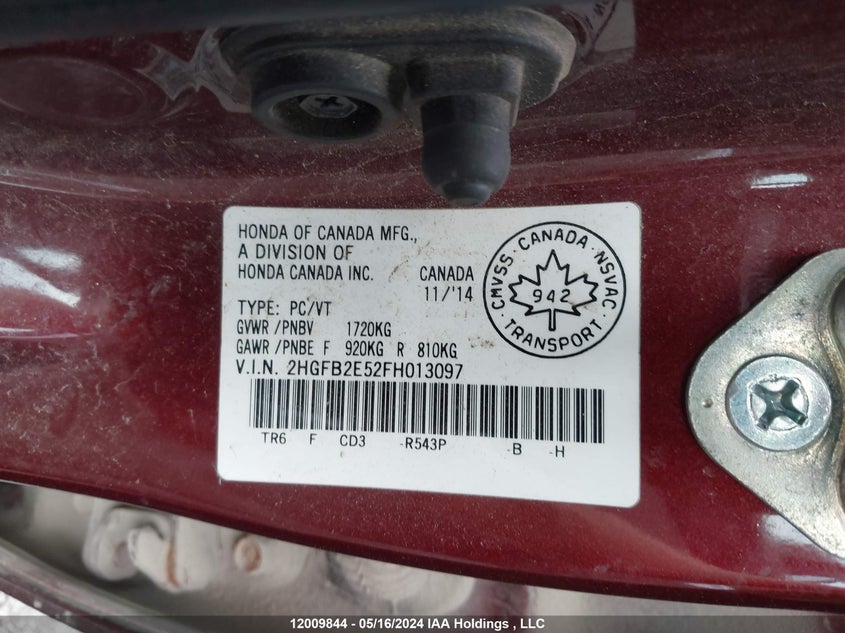 HONDA OF CANADA MFG.,
A DIVISION OF
HONDA CANADA INC. CANADA
11/'14
TYPE: PC/VT
GVWR /PNBV 1720KG
GAWR /PNBE F 920KG R 810KG
V.I.N. 2HGFB2E52FH013097
TR6 F CD3 -R543P -B -H
CMVSS · CANADA · NSVAC
942
TRANSPORT
12009844 - 05/16/2024 IAA Holdings , LLC